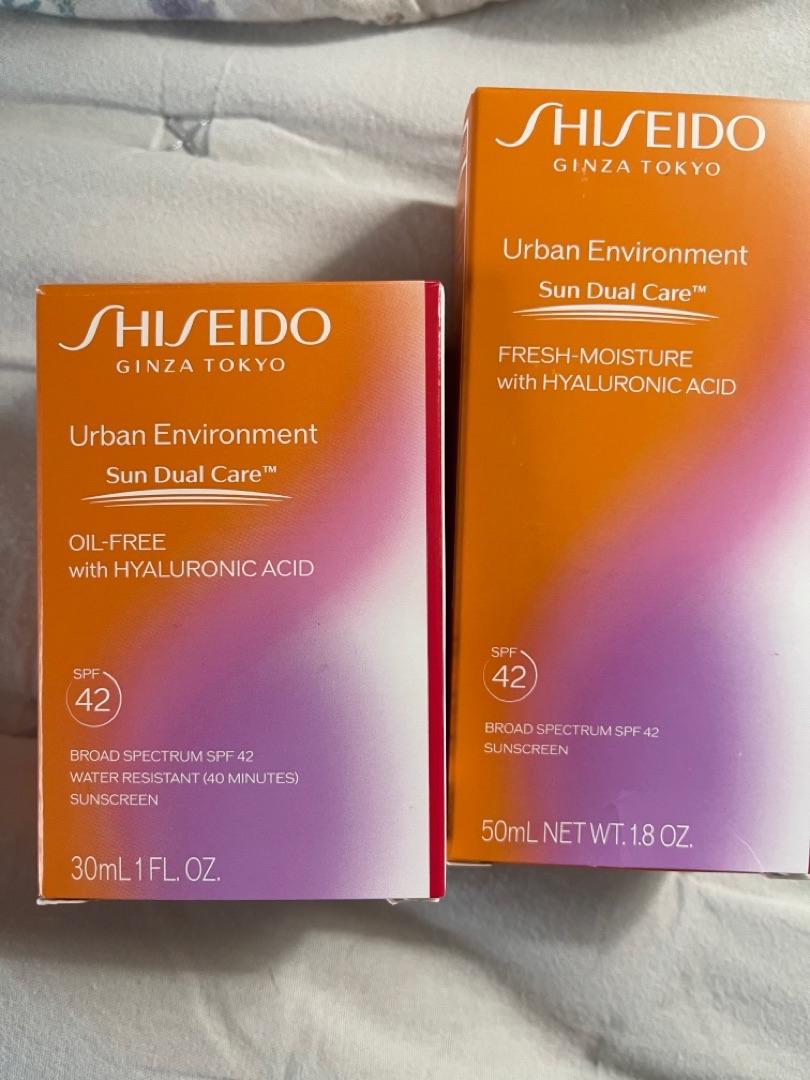 SHISEIDO
GINZA TOKYO
Urban Environment
Sun Dual Care™
OIL-FREE
with HYALURONIC ACID
SPF
42
BROAD SPECTRUM SPF 42
WATER RESISTANT (40 MINUTES)
SUNSCREEN
30mL 1 FL. OZ.
SHISEIDO
GINZA TOKYO
Urban Environment
Sun Dual Care™
FRESH-MOISTURE
with HYALURONIC ACID
SPF
42
BROAD SPECTRUM SPF 42
SUNSCREEN
50mL NET WT. 1.8 OZ.